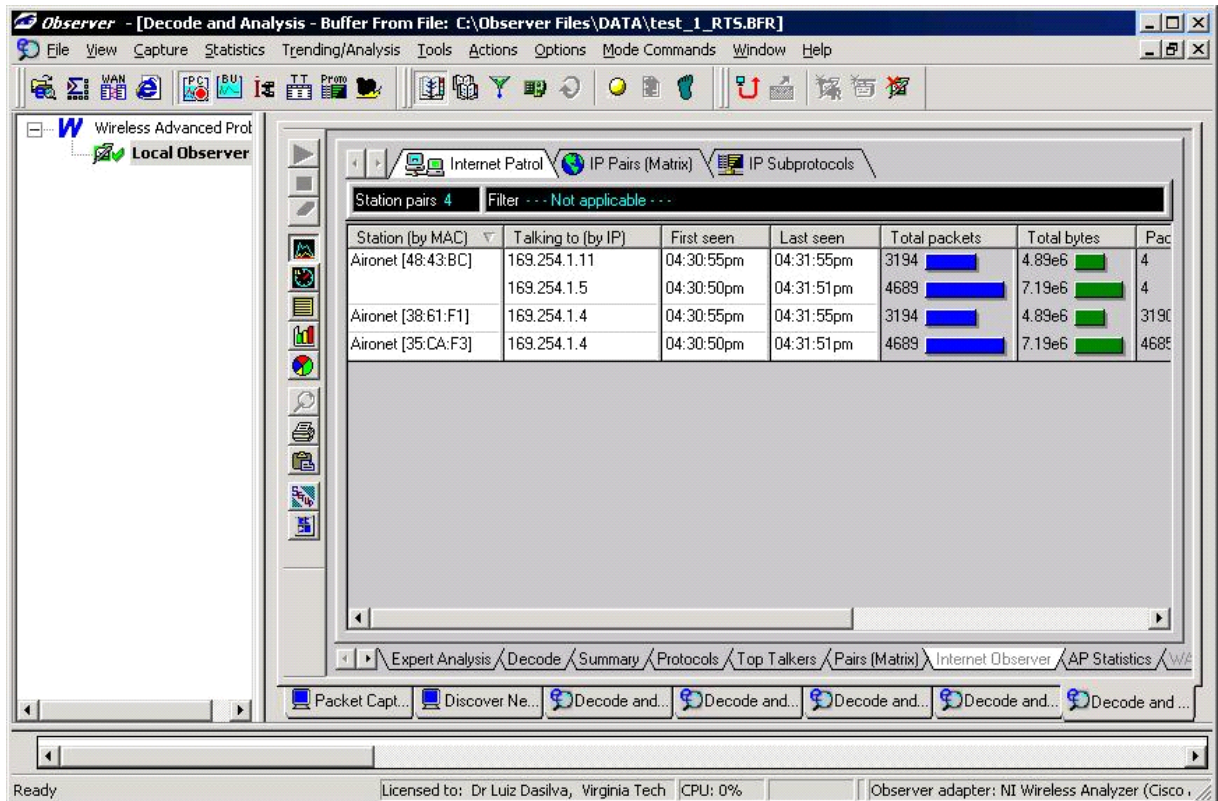 Observer - [Decode and Analysis - Buffer From File: C:\Observer Files\DATA\test_1_RTS.BFR]
File View Capture Statistics Trending/Analysis Tools Actions Options Mode Commands Window Help
Wireless Advanced Prot
Local Observer
Internet Patrol IP Pairs (Matrix) IP Subprotocols
Station pairs 4 Filter - - - Not applicable - - -
Station (by MAC) Talking to (by IP) First seen Last seen Total packets Total bytes Pac
Aironet [48:43:BC] 169.254.1.11 04:30:55pm 04:31:55pm 3194 4.89e6 4
169.254.1.5 04:30:50pm 04:31:51pm 4689 7.19e6 4
Aironet [38:61:F1] 169.254.1.4 04:30:55pm 04:31:55pm 3194 4.89e6 3190
Aironet [35:CA:F3] 169.254.1.4 04:30:50pm 04:31:51pm 4689 7.19e6 4685
Expert Analysis Decode Summary Protocols Top Talkers Pairs (Matrix) Internet Observer AP Statistics WA
Packet Capt... Discover Ne... Decode and... Decode and... Decode and... Decode and... Decode and ...
Ready Licensed to: Dr Luiz Dasilva, Virginia Tech CPU: 0% Observer adapter: NI Wireless Analyzer (Cisco